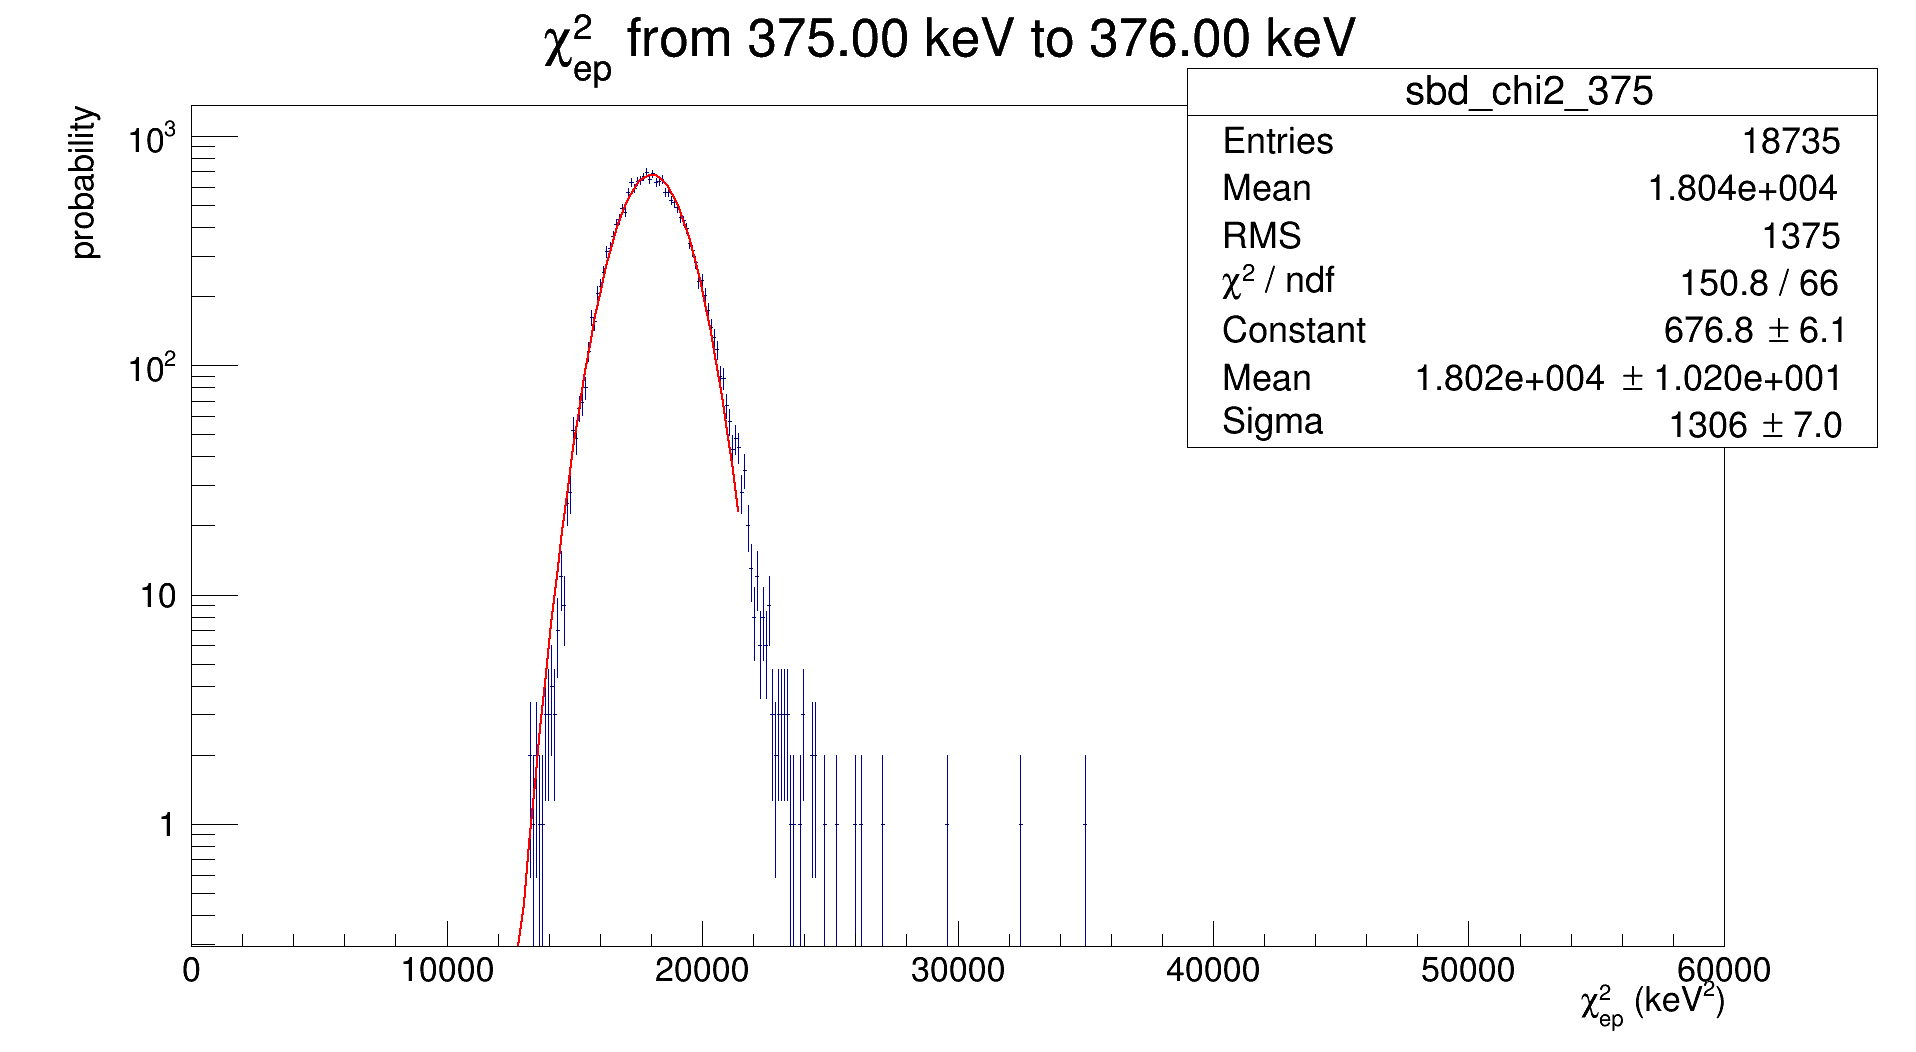 χ²ep from 375.00 keV to 376.00 keV
sbd_chi2_375
Entries 18735
Mean 1.804e+004
RMS 1375
χ² / ndf 150.8 / 66
Constant 676.8 ± 6.1
Mean 1.802e+004 ± 1.020e+001
Sigma 1306 ± 7.0
probability
10³
10²
10
1
0 10000 20000 30000 40000 50000 60000
χ²ep (keV²)